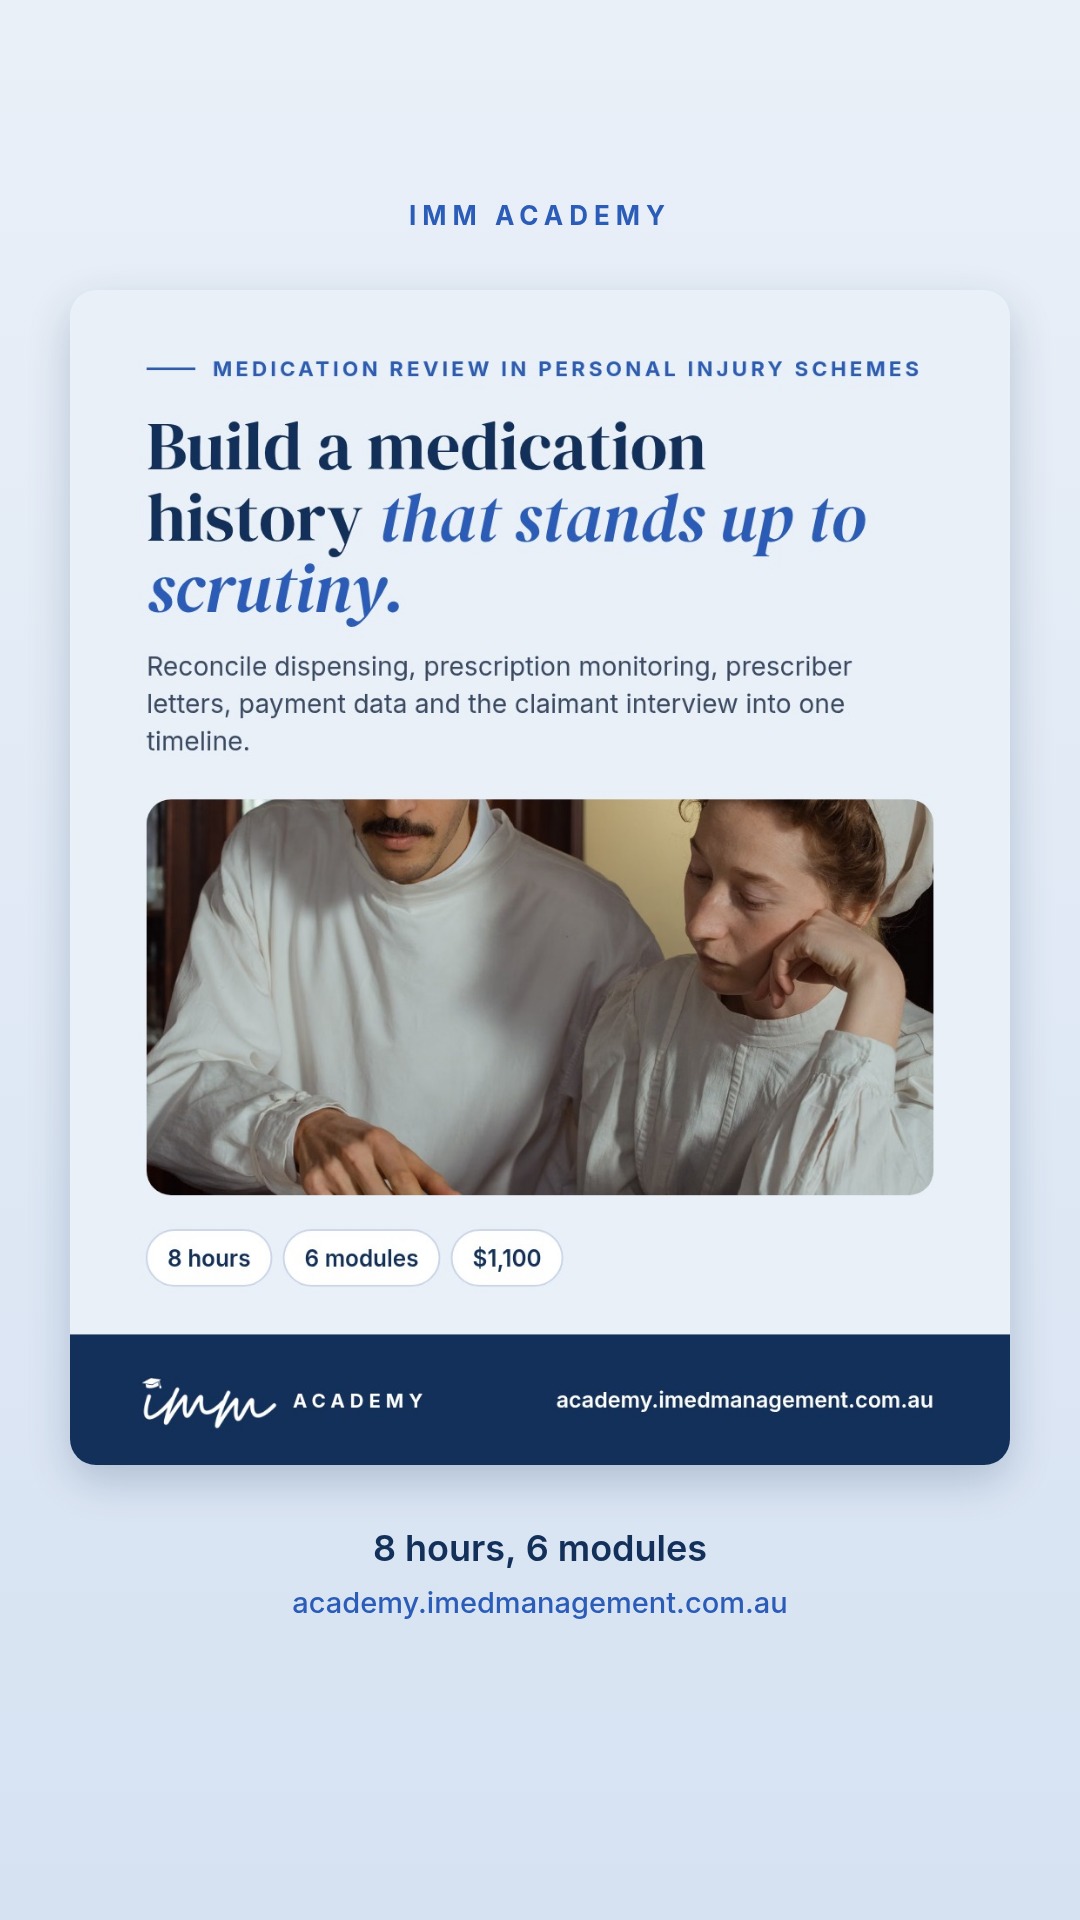 IMM ACADEMY
MEDICATION REVIEW IN PERSONAL INJURY SCHEMES
Build a medication
history that stands up to
scrutiny.
Reconcile dispensing, prescription monitoring, prescriber
letters, payment data and the claimant interview into one
timeline.
8 hours
6 modules
$1,100
imm ACADEMY
academy.imedmanagement.com.au
8 hours, 6 modules
academy.imedmanagement.com.au